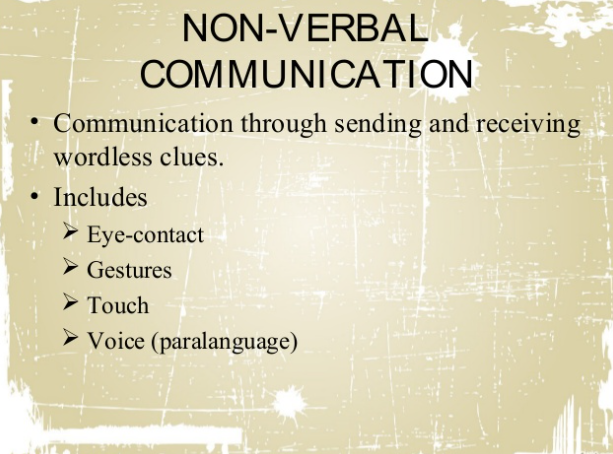 NON-VERBAL
COMMUNICATION
• Communication through sending and receiving
wordless clues.
• Includes
➢ Eye-contact
➢ Gestures
➢ Touch
➢ Voice (paralanguage)